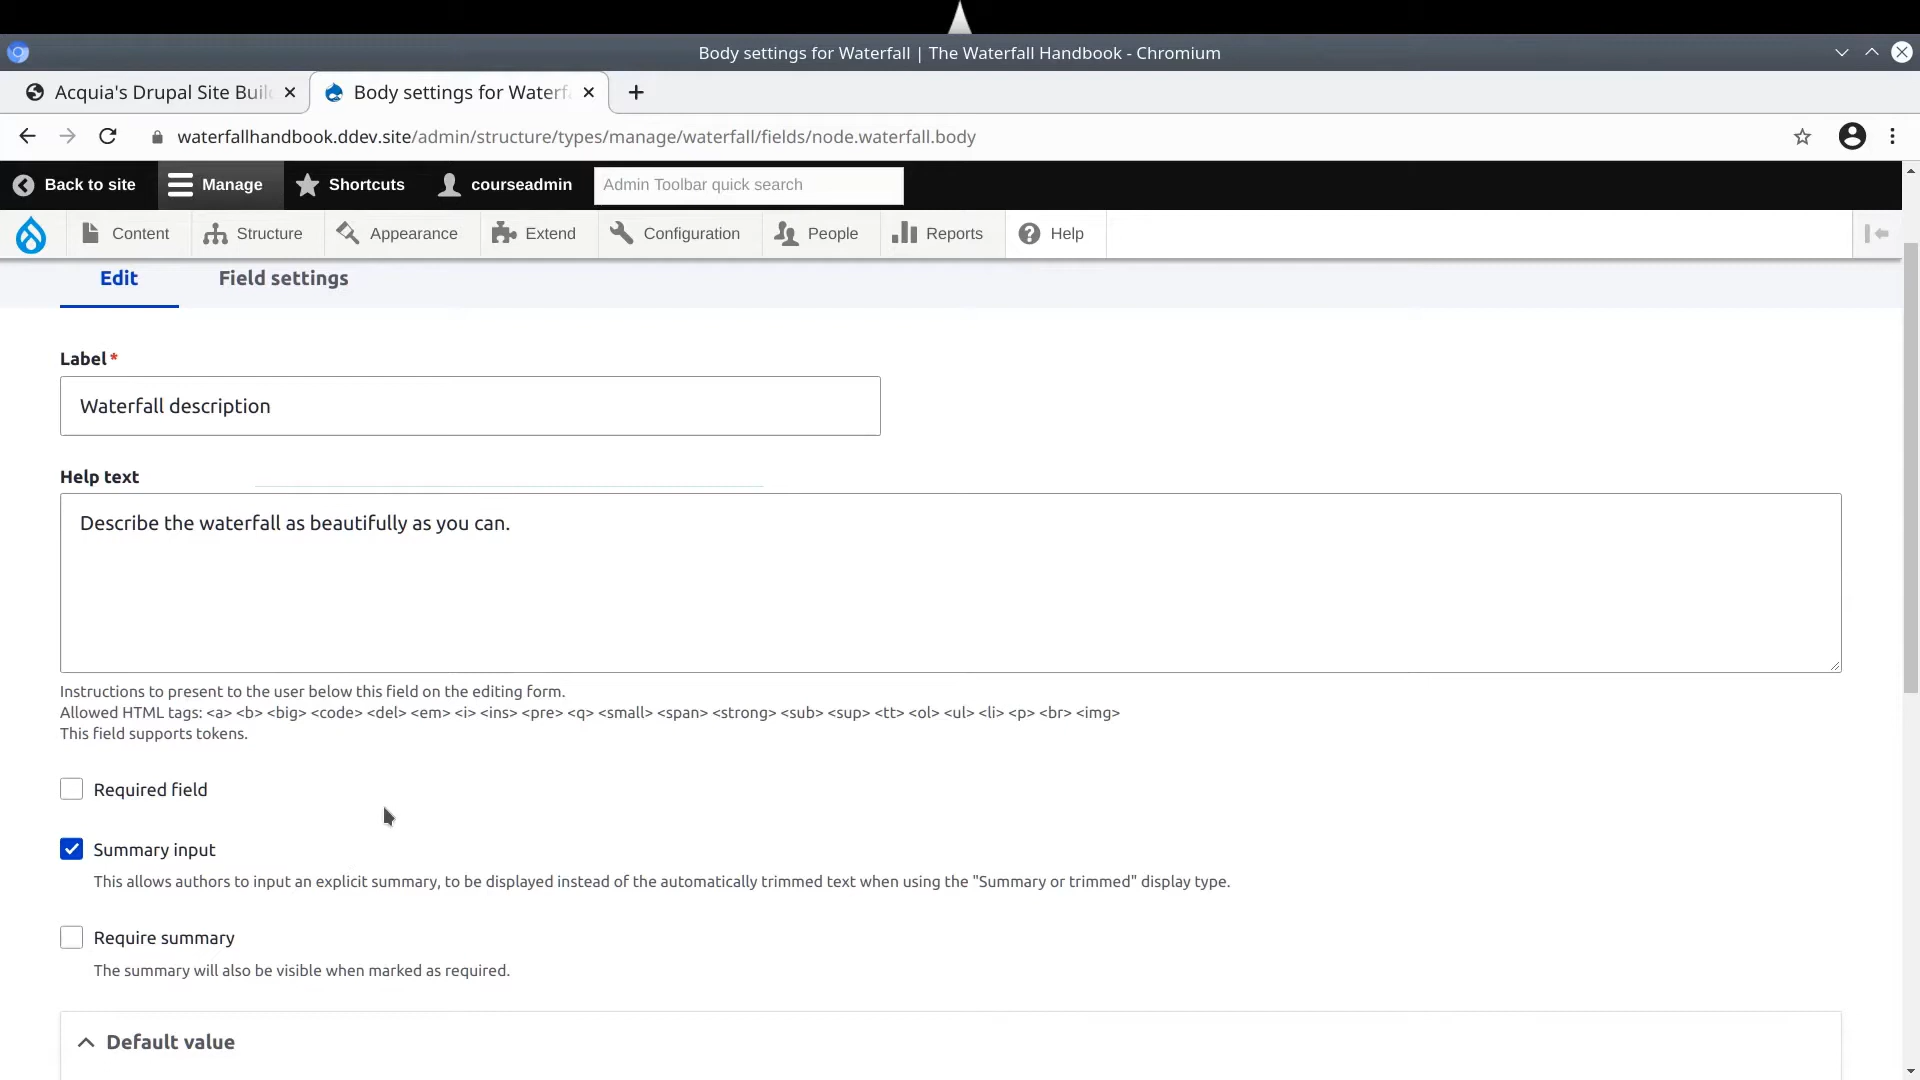 Body settings for Waterfall | The Waterfall Handbook - Chromium
Acquia's Drupal Site Buil
Body settings for Waterf
waterfallhandbook.ddev.site/admin/structure/types/manage/waterfall/fields/node.waterfall.body
Back to site
Manage
Shortcuts
courseadmin
Admin Toolbar quick search
Content
Structure
Appearance
Extend
Configuration
People
Reports
Help
Edit
Field settings
Label*
Waterfall description
Help text
Describe the waterfall as beautifully as you can.
Instructions to present to the user below this field on the editing form.
Allowed HTML tags: <a> <b> <big> <code> <del> <em> <i> <ins> <pre> <q> <small> <span> <strong> <sub> <sup> <tt> <ol> <ul> <li> <p> <br> <img>
This field supports tokens.
Required field
Summary input
This allows authors to input an explicit summary, to be displayed instead of the automatically trimmed text when using the "Summary or trimmed" display type.
Require summary
The summary will also be visible when marked as required.
Default value